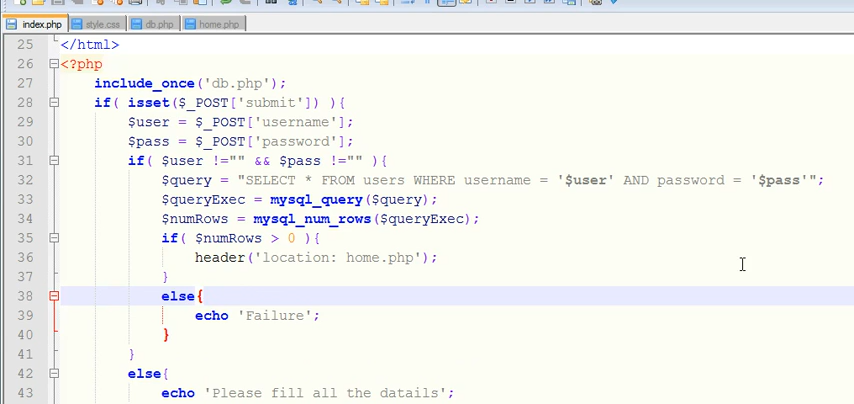 index.php style.css db.php home.php
25 </html>
26 <?php
27 include_once('db.php');
28 if( isset($_POST['submit']) ){
29 $user = $_POST['username'];
30 $pass = $_POST['password'];
31 if( $user !="" && $pass !="" ){
32 $query = "SELECT * FROM users WHERE username = '$user' AND password = '$pass'";
33 $queryExec = mysql_query($query);
34 $numRows = mysql_num_rows($queryExec);
35 if( $numRows > 0 ){
36 header('location: home.php');
37 }
38 else{
39 echo 'Failure';
40 }
41 }
42 else{
43 echo 'Please fill all the datails';